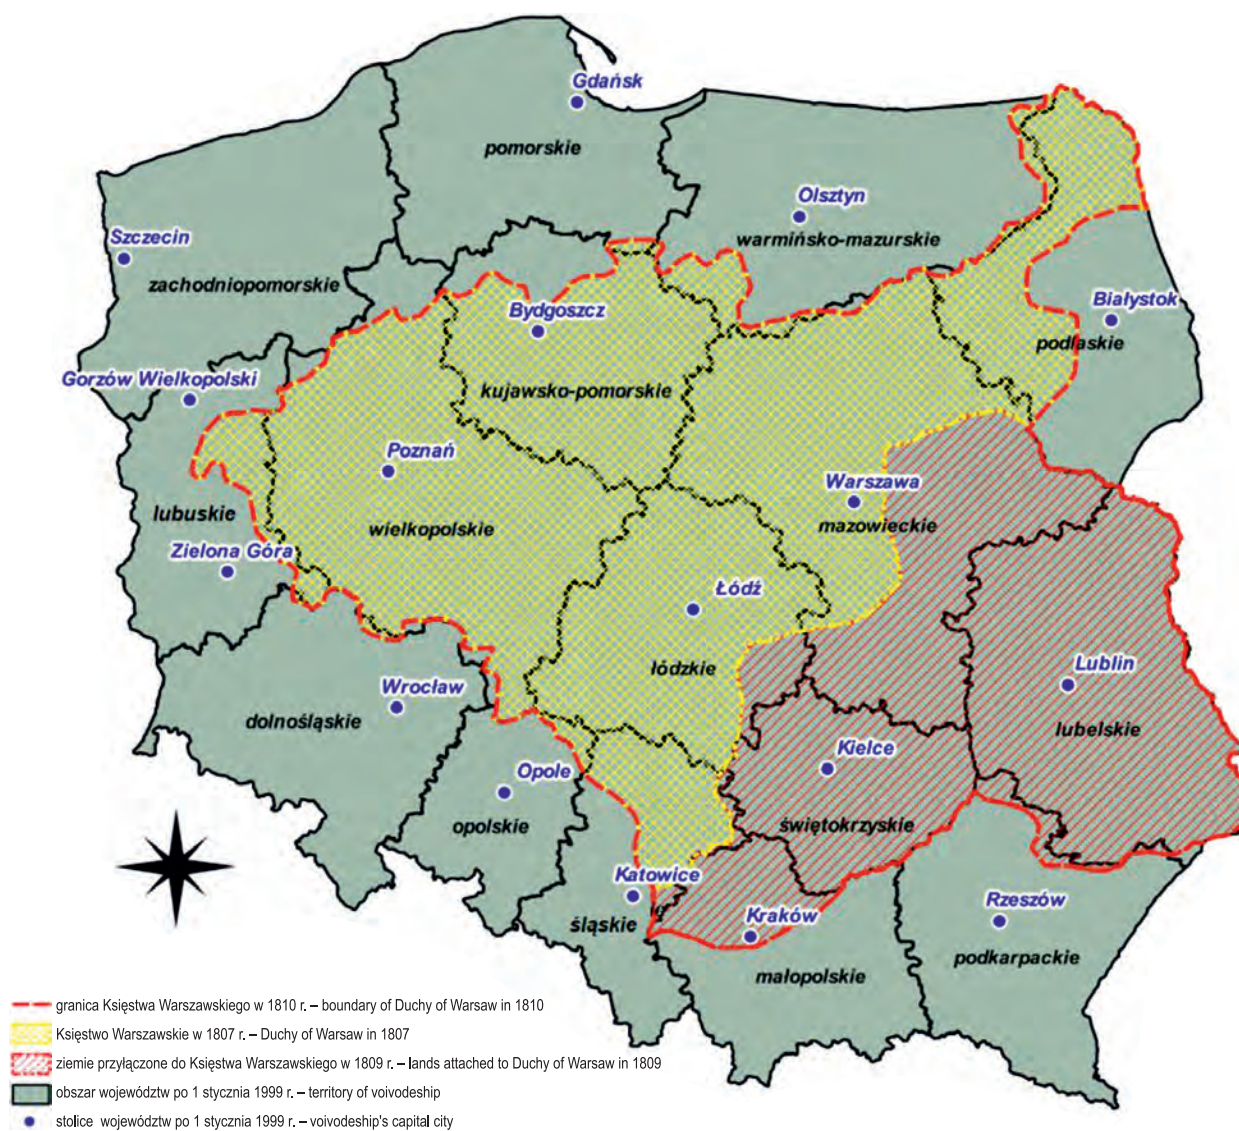 Gdańsk
pomorskie
Olsztyn
warmińsko-mazurskie
Szczecin
zachodniopomorskie
Białystok
podlaskie
Bydgoszcz
kujawsko-pomorskie
Gorzów Wielkopolski
Poznań
wielkopolskie
Warszawa
mazowieckie
lubuskie
Zielona Góra
Łódź
łódzkie
Lublin
lubelskie
Wrocław
dolnośląskie
Kielce
świętokrzyskie
Opole
opolskie
Katowice
śląskie
Kraków
małopolskie
Rzeszów
podkarpackie
granica Księstwa Warszawskiego w 1810 r. – boundary of Duchy of Warsaw in 1810
Księstwo Warszawskie w 1807 r. – Duchy of Warsaw in 1807
ziemie przyłączone do Księstwa Warszawskiego w 1809 r. – lands attached to Duchy of Warsaw in 1809
obszar województw po 1 stycznia 1999 r. – territory of voivodeship
stolice województw po 1 stycznia 1999 r. – voivodeship's capital city